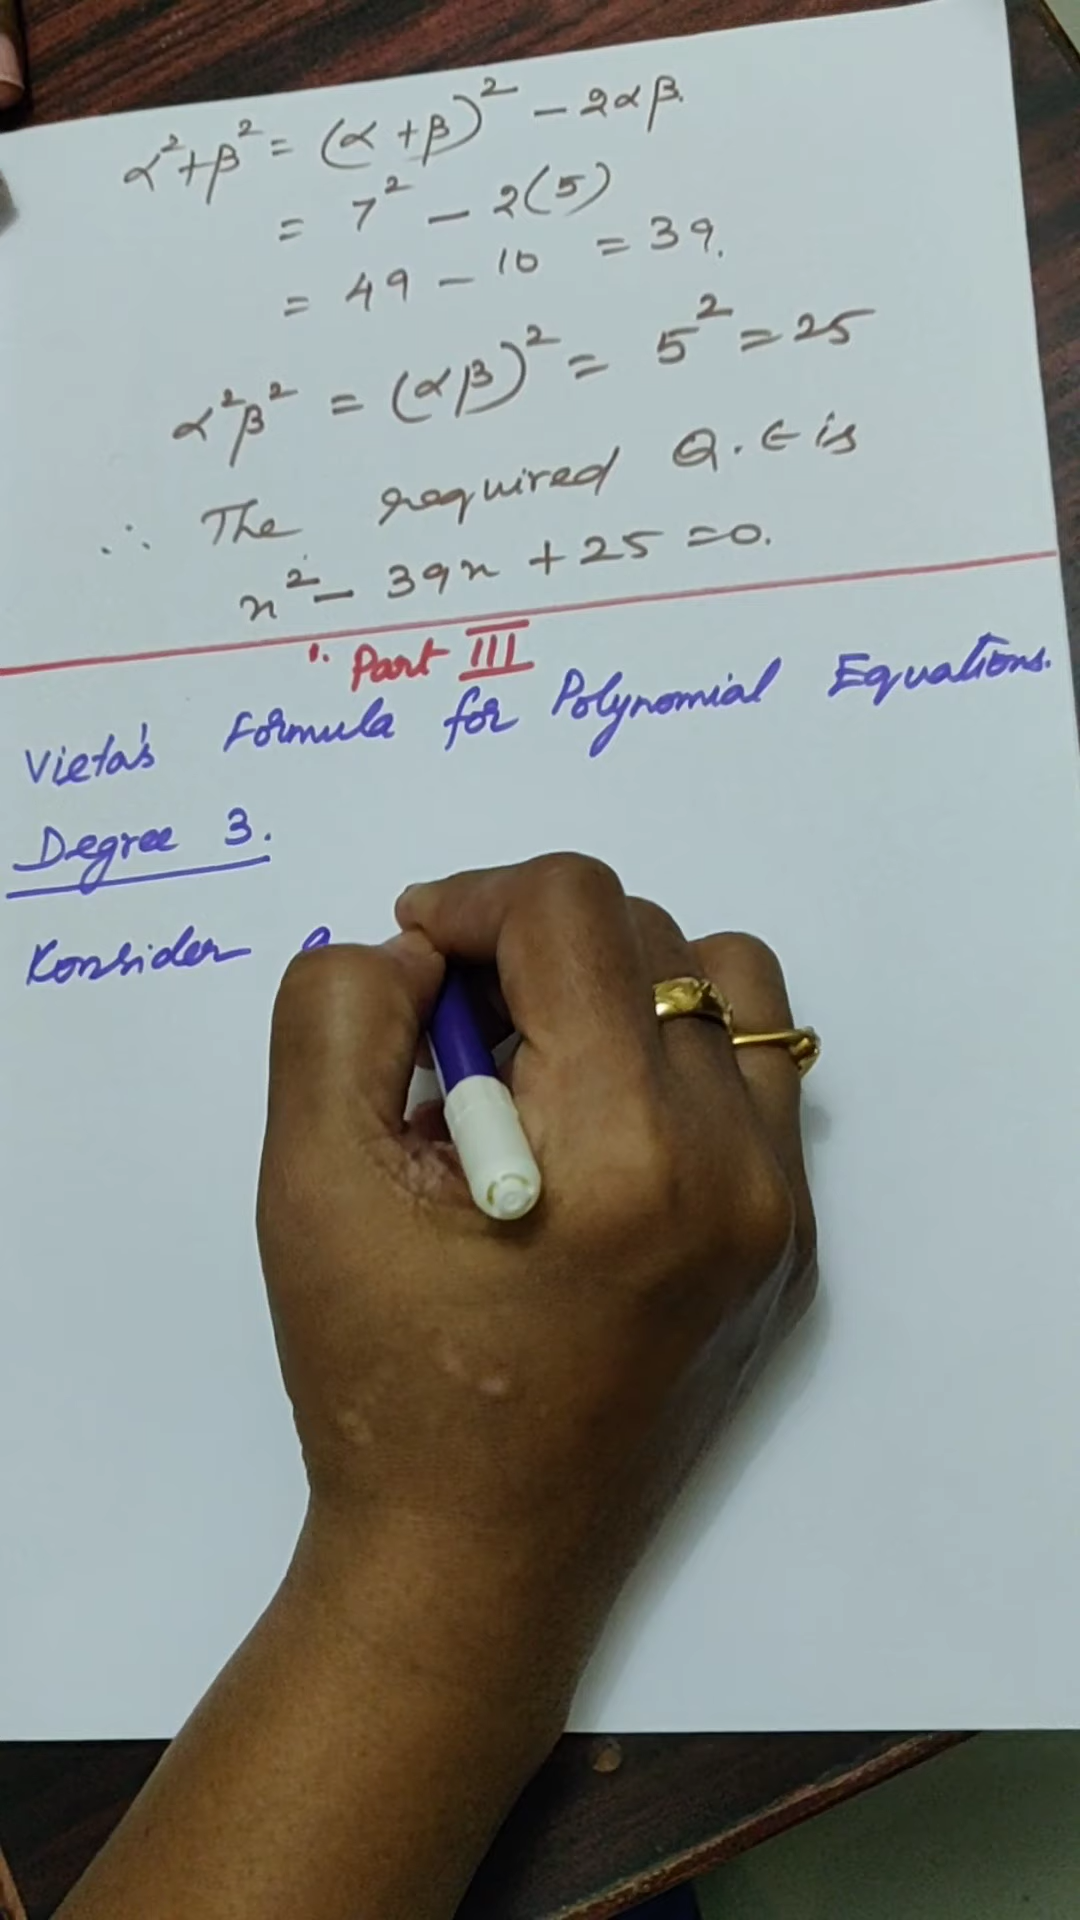 α²+β² = (α+β)² - 2αβ.
= 7² - 2(5)
= 49 - 10 = 39.
α²β² = (αβ)² = 5² = 25
∴ The required Q.E is
x² - 39x + 25 = 0.
Part III
Vieta's Formula for Polynomial Equations.
Degree 3.
Konsider